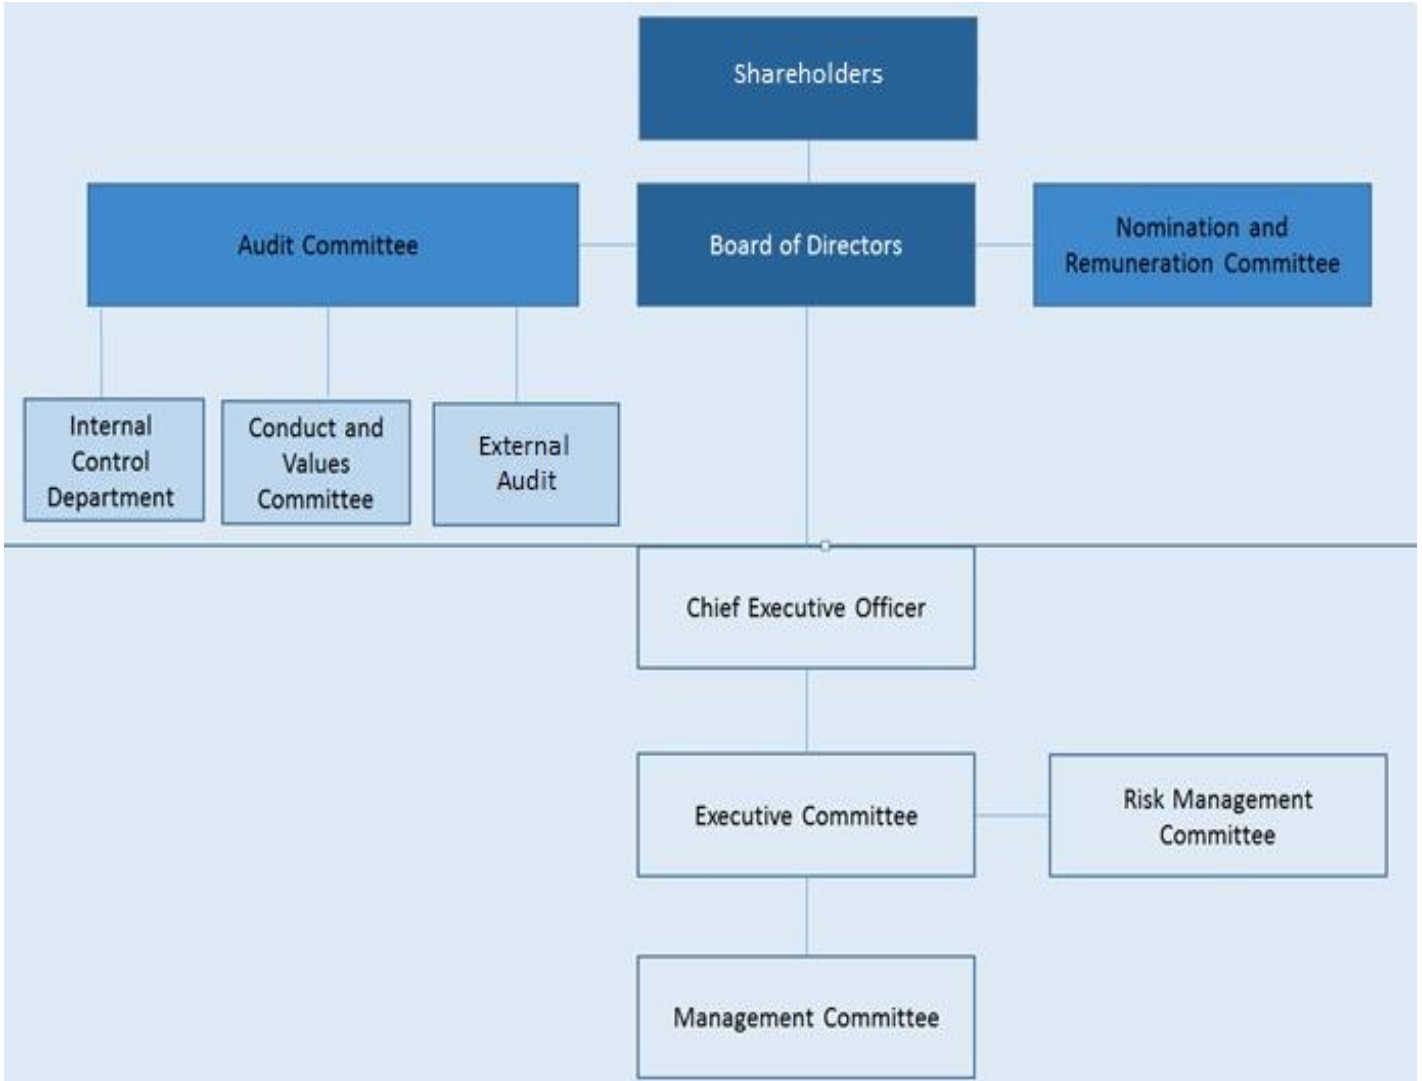 Shareholders
Audit Committee
Board of Directors
Nomination and
Remuneration Committee
Internal
Control
Department
Conduct and
Values
Committee
External
Audit
Chief Executive Officer
Executive Committee
Risk Management
Committee
Management Committee